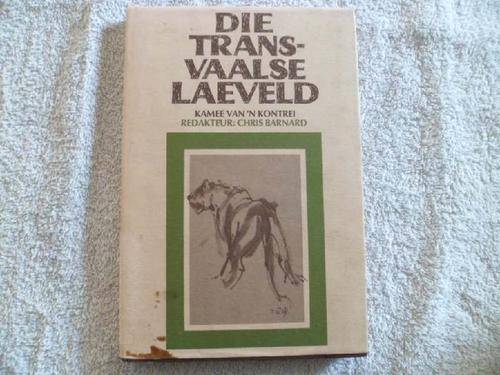 DIE
TRANS-
VAALSE
LAEVELD
KAMEE VAN 'N KONTREI
REDAKTEUR: CHRIS BARNARD